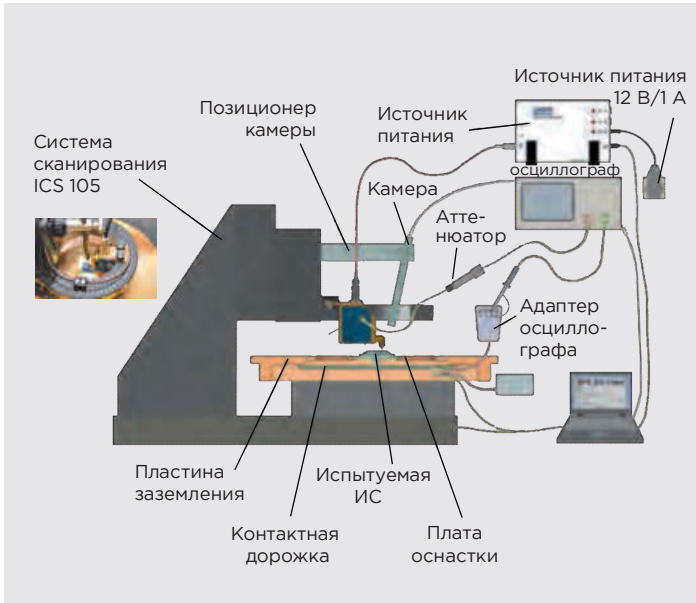 Источник питания
12 В/1 А
Позиционер
камеры
Источник
питания
Система
сканирования
ICS 105
осциллограф
Камера
Атте-
нюатор
Адаптер
осцилло-
графа
Пластина
заземления
Испытуемая
ИС
Контактная
дорожка
Плата
оснастки